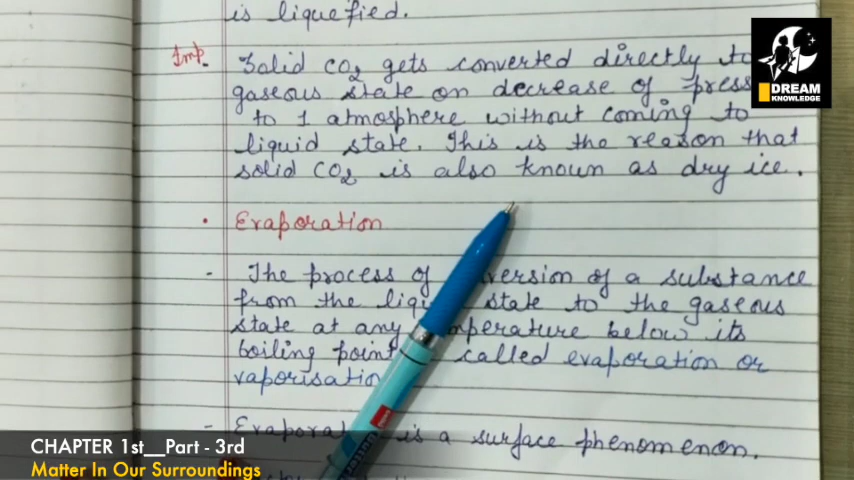 is liquefied.
Imp. Solid CO2 gets converted directly to
gaseous state on decrease of press
to 1 atmosphere without coming to
liquid state. This is the reason that
solid CO2 is also known as dry ice.
• Evaporation
- The process of version of a substance
from the liqu state to the gaseous
state at any mperature below its
boiling point called evaporation or
vaporisation
- Evaporat is a surface phenomenon.
DREAM
KNOWLEDGE
CHAPTER 1st__Part - 3rd
Matter In Our Surroundings